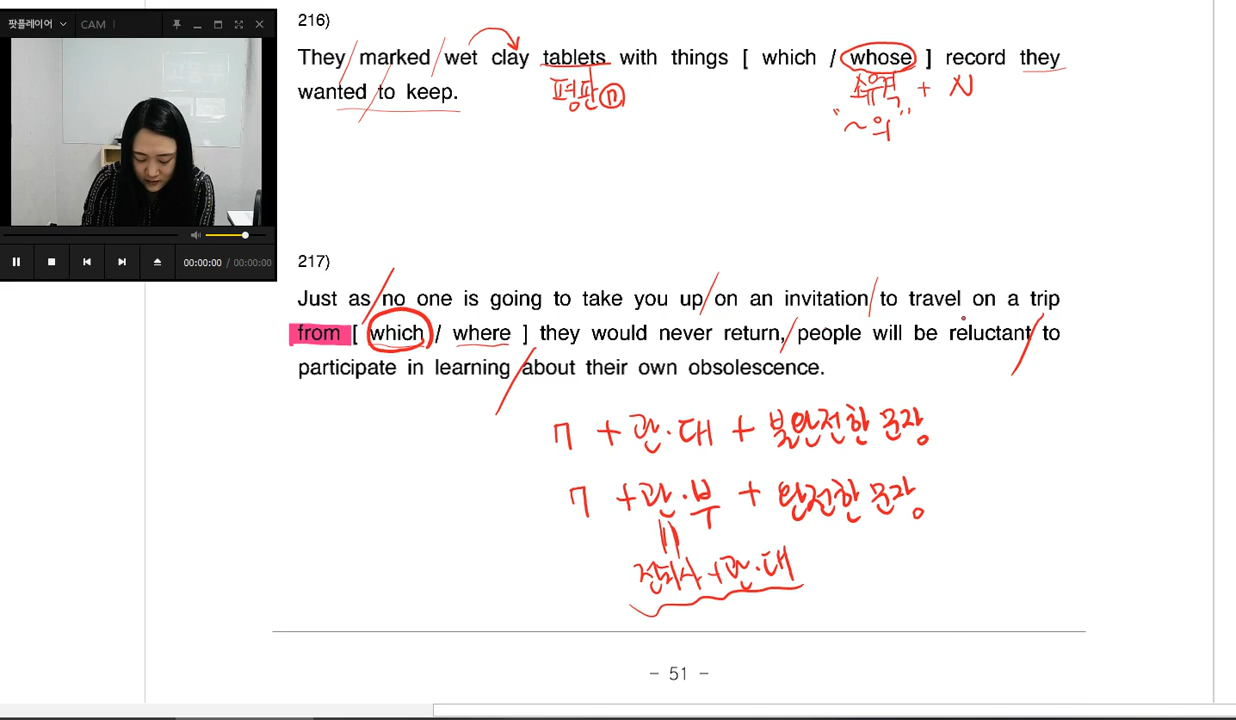 팟플레이어 CAM
00:00:00 / 00:00:00
216)
They marked wet clay tablets with things [ which / whose ] record they
wanted to keep.
평판 ⓝ
소유격 + N
"~의"
217)
Just as no one is going to take you up on an invitation to travel on a trip
from [ which / where ] they would never return, people will be reluctant to
participate in learning about their own obsolescence.
ㄱ + 관·대 + 불완전한 문장
ㄱ + 관·부 + 완전한 문장
전치사 + 관·대
- 51 -